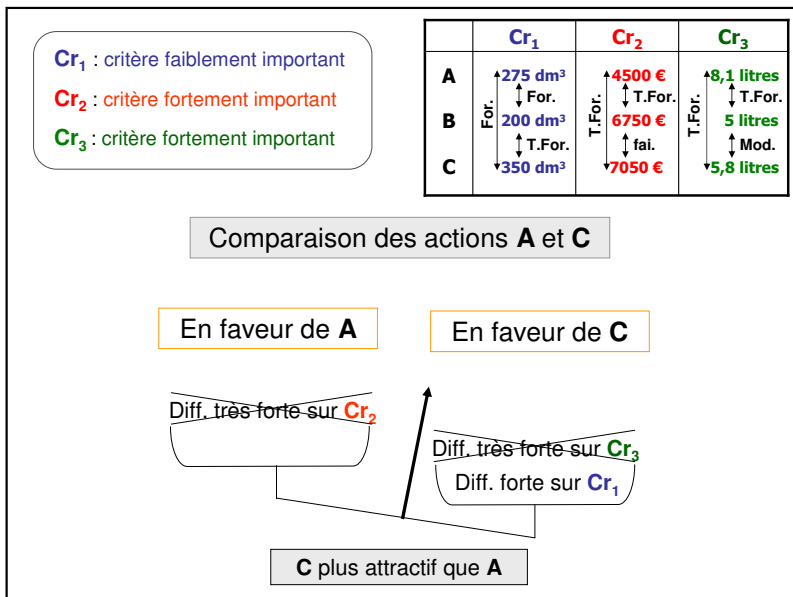 Cr1 : critère faiblement important
Cr2 : critère fortement important
Cr3 : critère fortement important
Cr1 Cr2 Cr3
A 275 dm³ 4500 € 8,1 litres
For. For. T.For. T.For. T.For. T.For.
B 200 dm³ 6750 € 5 litres
T.For. fai. Mod.
C 350 dm³ 7050 € 5,8 litres
Comparaison des actions A et C
En faveur de A
En faveur de C
Diff. très forte sur Cr2
Diff. très forte sur Cr3
Diff. forte sur Cr1
C plus attractif que A